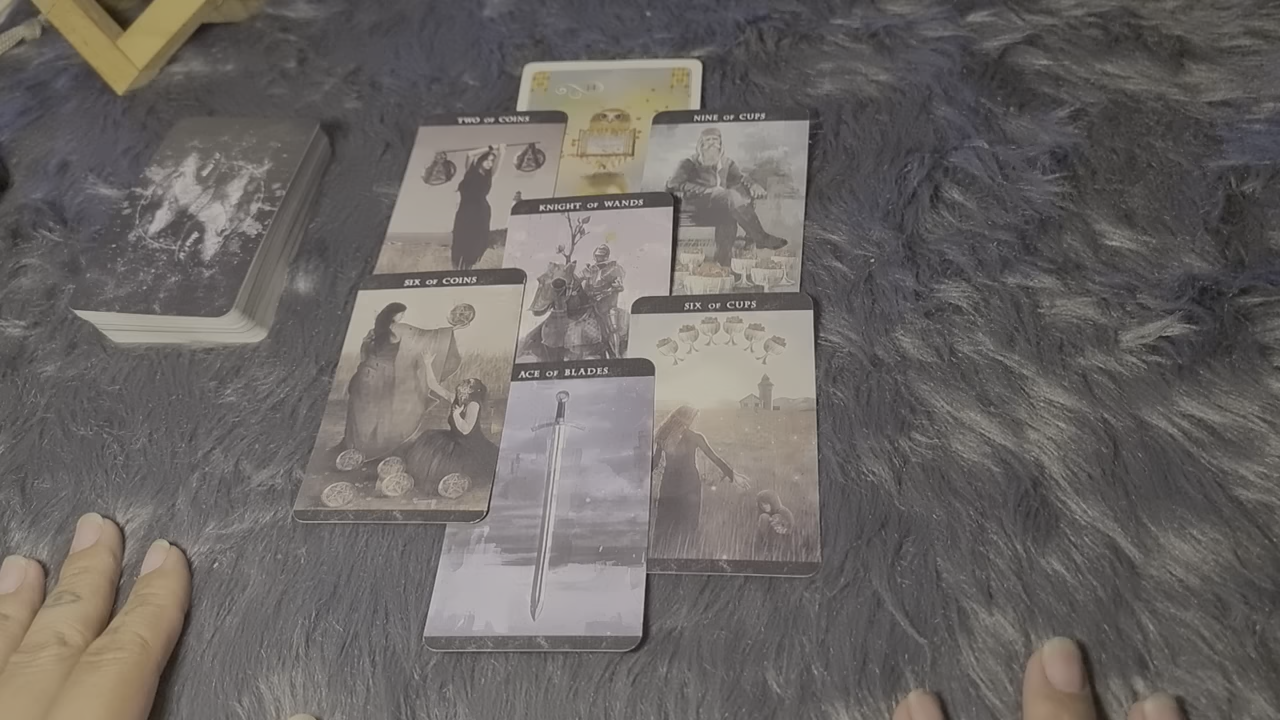 TWO OF COINS
NINE OF CUPS
KNIGHT OF WANDS
SIX OF COINS
SIX OF CUPS
ACE OF BLADES